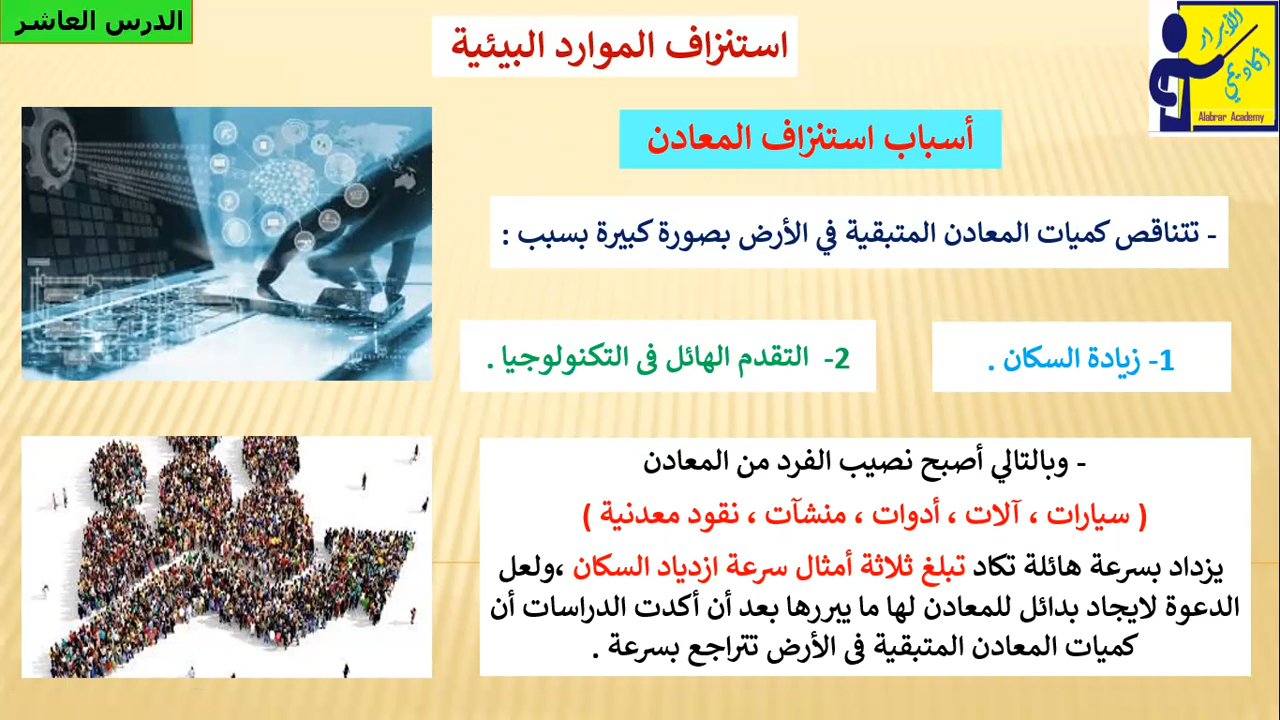 الدرس العاشر
استنزاف الموارد البيئية
الأبرار
أكاديمي
Alabrar Academy
أسباب استنزاف المعادن
- تتناقص كميات المعادن المتبقية في الأرض بصورة كبيرة بسبب :
1- زيادة السكان .
2- التقدم الهائل فى التكنولوجيا .
- وبالتالي أصبح نصيب الفرد من المعادن
( سيارات ، آلات ، أدوات ، منشآت ، نقود معدنية )
يزداد بسرعة هائلة تكاد تبلغ ثلاثة أمثال سرعة ازدياد السكان ،ولعل
الدعوة لايجاد بدائل للمعادن لها ما يبررها بعد أن أكدت الدراسات أن
كميات المعادن المتبقية فى الأرض تتراجع بسرعة .